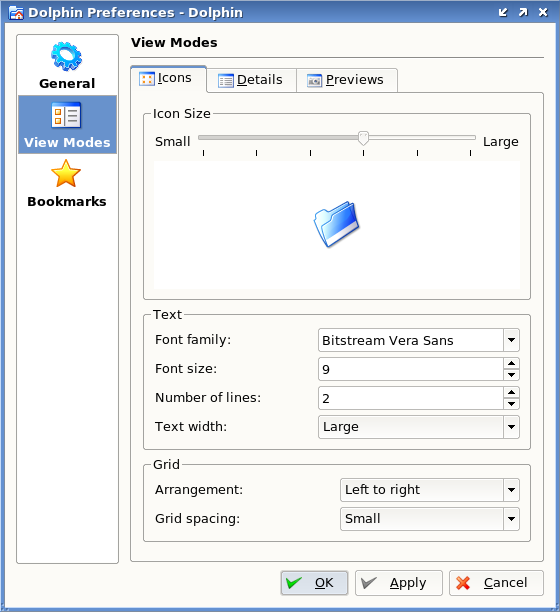 Dolphin Preferences - Dolphin
General
View Modes
Bookmarks
View Modes
Icons Details Previews
Icon Size
Small Large
Text
Font family: Bitstream Vera Sans
Font size: 9
Number of lines: 2
Text width: Large
Grid
Arrangement: Left to right
Grid spacing: Small
OK Apply Cancel